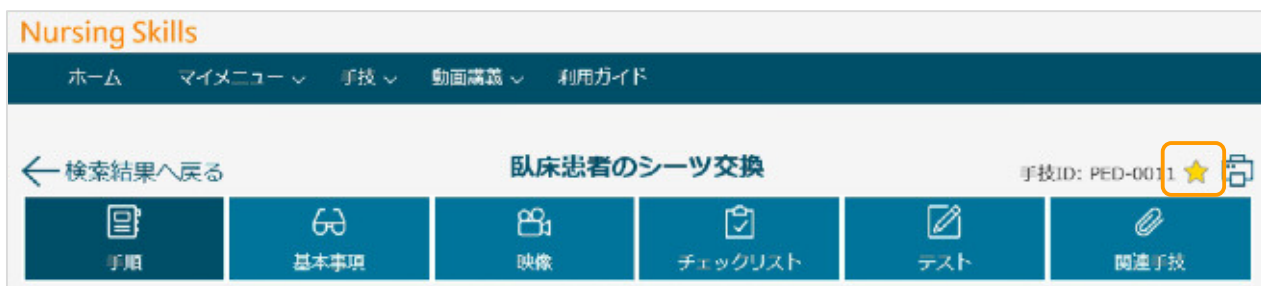 Nursing Skills
ホーム マイメニュー 手技 動画講義 利用ガイド
検索結果へ戻る 臥床患者のシーツ交換 手技ID: PED-0011
手順 基本事項 映像 チェックリスト テスト 関連手技